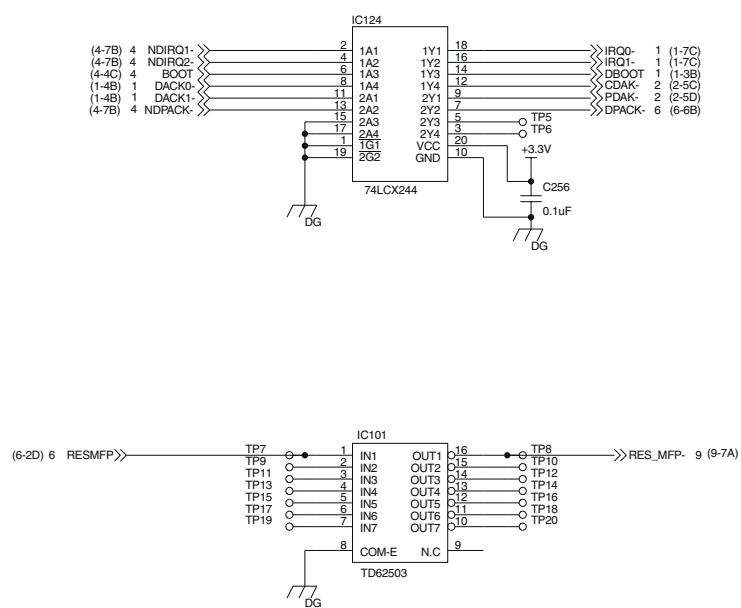 IC124
(4-7B) 4 NDIRQ1- 2 1A1 1Y1 18 IRQ0- 1 (1-7C)
(4-7B) 4 NDIRQ2- 4 1A2 1Y2 16 IRQ1- 1 (1-7C)
(4-4C) 4 BOOT 6 1A3 1Y3 14 DBOOT 1 (1-3B)
(1-4B) 1 DACK0- 8 1A4 1Y4 12 CDAK- 2 (2-5C)
(1-4B) 1 DACK1- 11 2A1 2Y1 9 PDAK- 2 (2-5D)
(4-7B) 4 NDPACK- 13 2A2 2Y2 7 DPACK- 6 (6-6B)
15 2A3 2Y3 5 TP5
17 2A4 2Y4 3 TP6
1 1G1 VCC 20
19 2G2 GND 10 +3.3V
74LCX244 C256
0.1uF
DG
DG
IC101
(6-2D) 6 RESMFP TP7 1 IN1 OUT1 16 TP8 RES_MFP- 9 (9-7A)
TP9 2 IN2 OUT2 15 TP10
TP11 3 IN3 OUT3 14 TP12
TP13 4 IN4 OUT4 13 TP14
TP15 5 IN5 OUT5 12 TP16
TP17 6 IN6 OUT6 11 TP18
TP19 7 IN7 OUT7 10 TP20
8 COM-E N.C 9
TD62503
DG